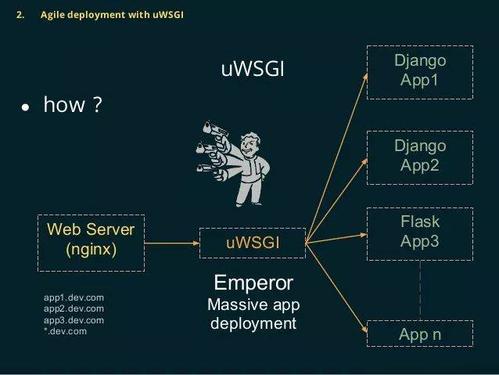 2. Agile deployment with uWSGI
uWSGI
• how ?
Django
App1
Django
App2
Flask
App3
App n
Web Server
(nginx)
uWSGI
Emperor
Massive app
deployment
app1.dev.com
app2.dev.com
app3.dev.com
*.dev.com